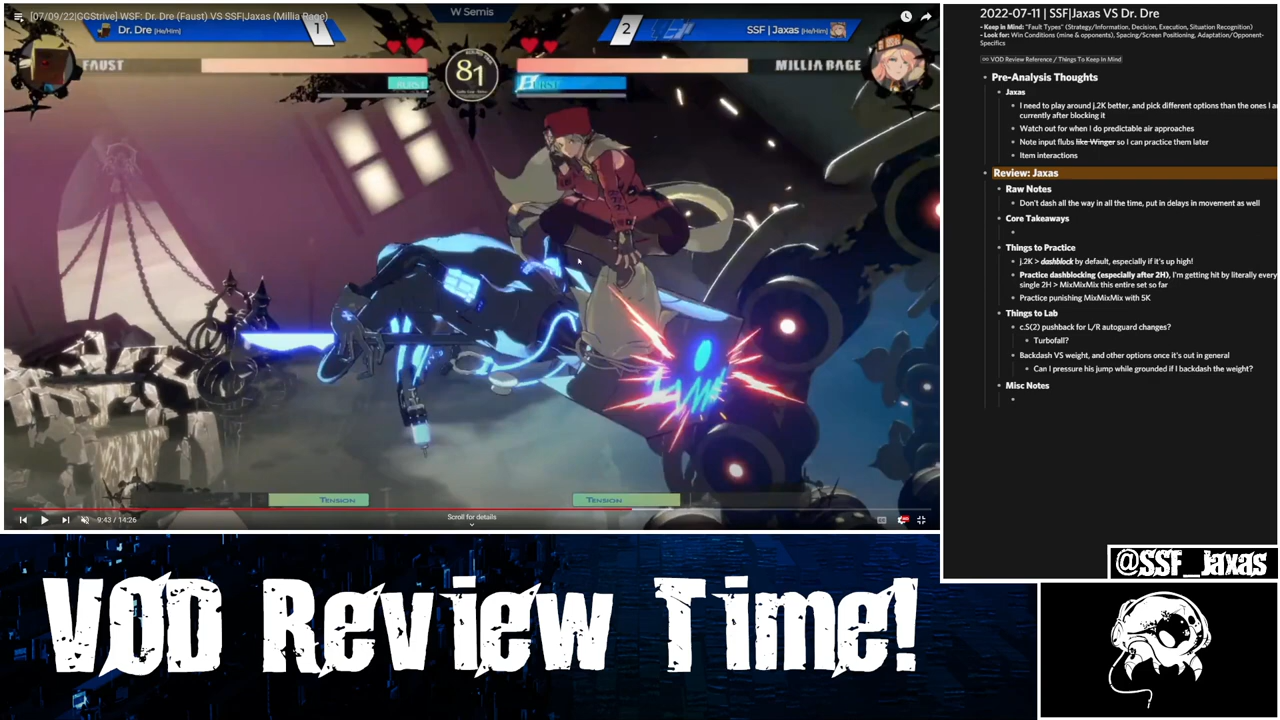 [07/09/22|GGStrive] WSF: Dr. Dre (Faust) VS SSF|Jaxas (Millia Rage)
W Semis
Dr. Dre [He/Him]
1
2
SSF | Jaxas [He/Him]
FAUST
81
MILLIA RAGE
BURST
BURST
TENSION
TENSION
9:43 / 14:26
Scroll for details
2022-07-11 | SSF|Jaxas VS Dr. Dre
- Keep in Mind: "Fault Types" (Strategy/Information, Decision, Execution, Situation Recognition)
- Look for: Win Conditions (mine & opponents), Spacing/Screen Positioning, Adaptation/Opponent-
Specifics
VOD Review Reference / Things To Keep In Mind
Pre-Analysis Thoughts
Jaxas
I need to play around j.2K better, and pick different options than the ones I a
currently after blocking it
Watch out for when I do predictable air approaches
Note input flubs like Winger so I can practice them later
Item interactions
Review: Jaxas
Raw Notes
Don't dash all the way in all the time, put in delays in movement as well
Core Takeaways
Things to Practice
j.2K > dashblock by default, especially if it's up high!
Practice dashblocking (especially after 2H), I'm getting hit by literally every
single 2H > MixMixMix this entire set so far
Practice punishing MixMixMix with 5K
Things to Lab
c.S(2) pushback for L/R autoguard changes?
Turbofall?
Backdash VS weight, and other options once it's out in general
Can I pressure his jump while grounded if I backdash the weight?
Misc Notes
@SSF_Jaxas
VOD Review Time!